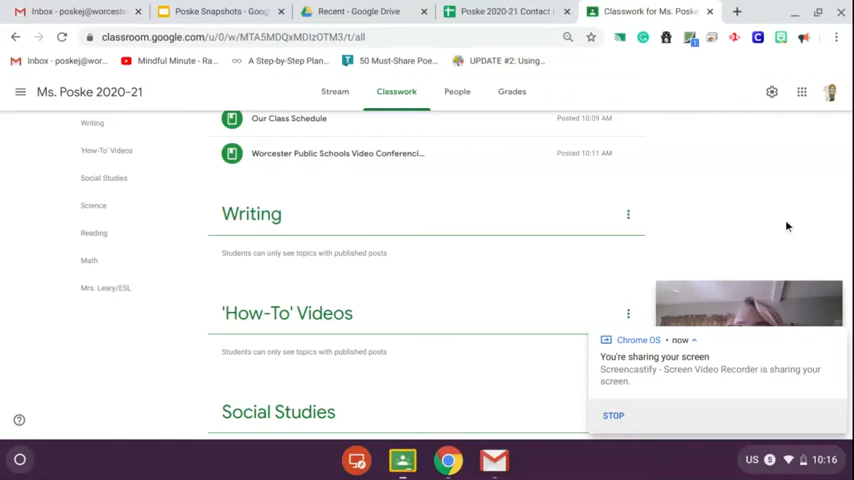 Inbox - poskej@worceste
Poske Snapshots - Goog
Recent - Google Drive
Poske 2020-21 Contact L
Classwork for Ms. Poske
classroom.google.com/u/0/w/MTA5MDQxMDIzOTM3/t/all
Inbox - poskej@wor...
Mindful Minute - Ra...
A Step-by-Step Plan...
50 Must-Share Poe...
UPDATE #2: Using...
Ms. Poske 2020-21
Stream
Classwork
People
Grades
Writing
'How-To' Videos
Social Studies
Science
Reading
Math
Mrs. Leary/ESL
Our Class Schedule
Posted 10:09 AM
Worcester Public Schools Video Conferenci...
Posted 10:11 AM
Writing
Students can only see topics with published posts
'How-To' Videos
Students can only see topics with published posts
Social Studies
Chrome OS • now
You're sharing your screen
Screencastify - Screen Video Recorder is sharing your
screen.
STOP
US 5 10:16